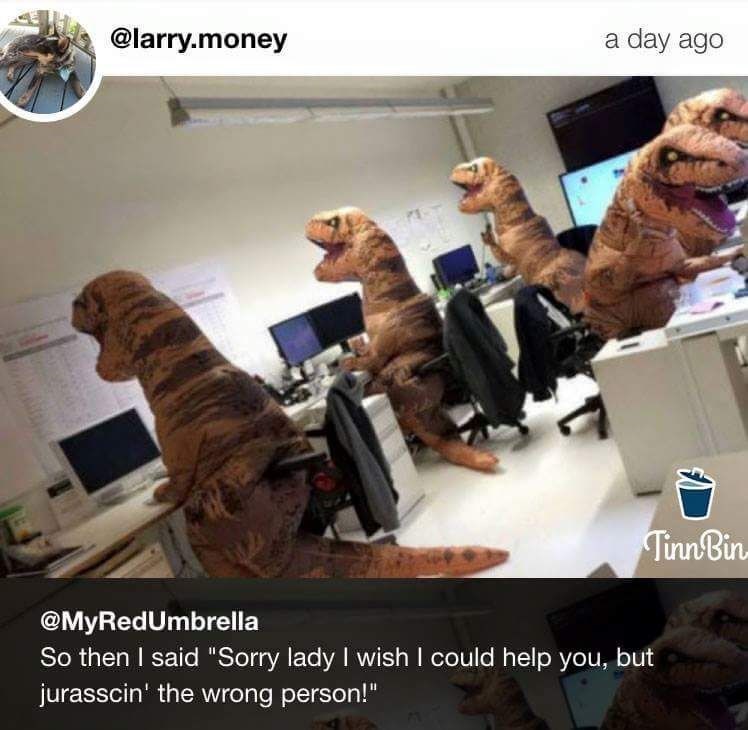 @larry.money
a day ago
TinnBin
@MyRedUmbrella
So then I said "Sorry lady I wish I could help you, but
jurasscin' the wrong person!"